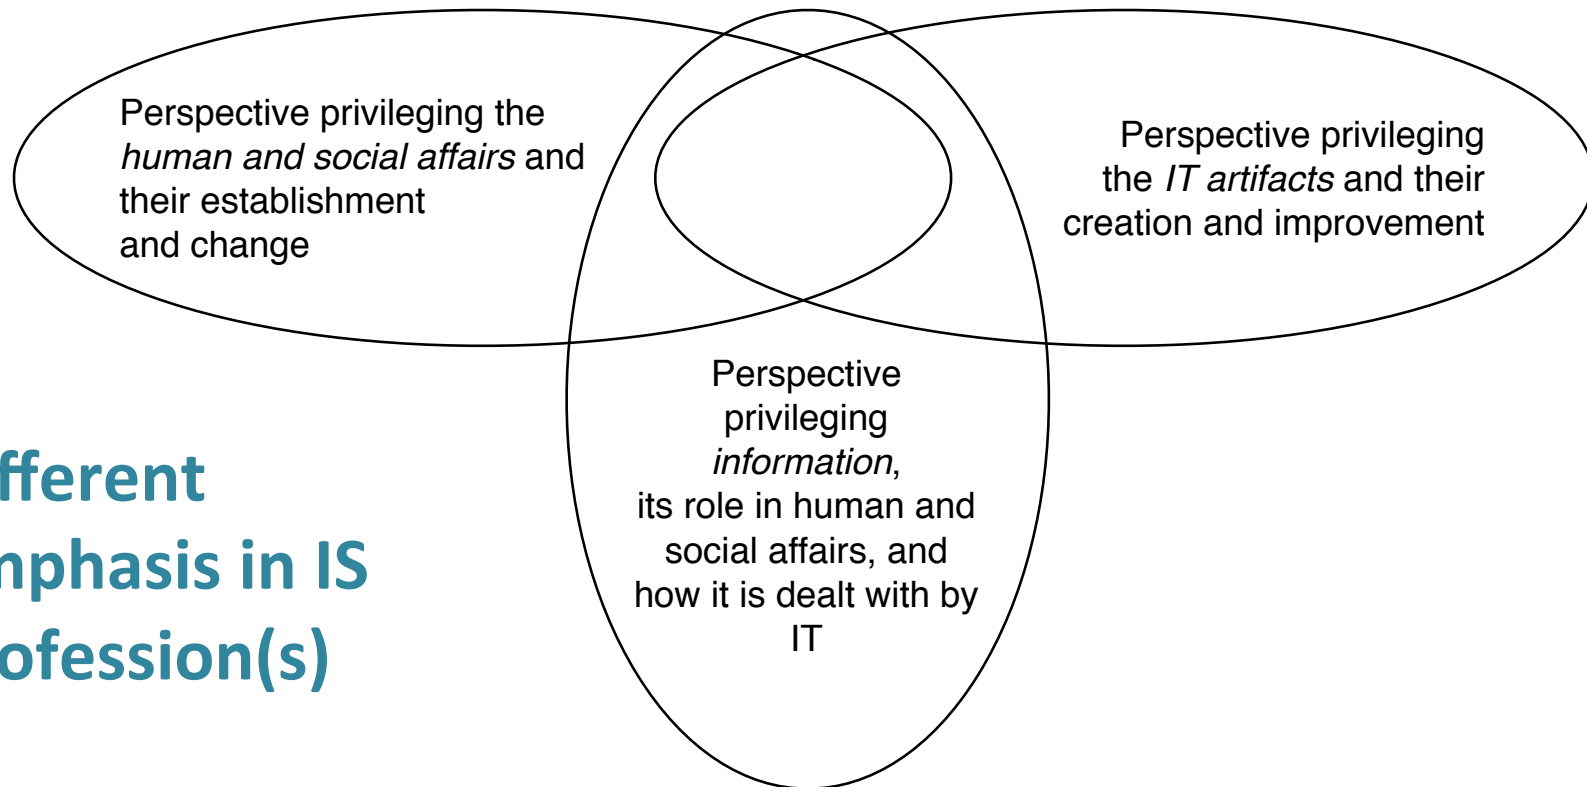 Perspective privileging the
human and social affairs and
their establishment
and change
Perspective privileging
the IT artifacts and their
creation and improvement
Perspective
privileging
information,
its role in human and
social affairs, and
how it is dealt with by
IT
fferent
mphasis in IS
ofession(s)